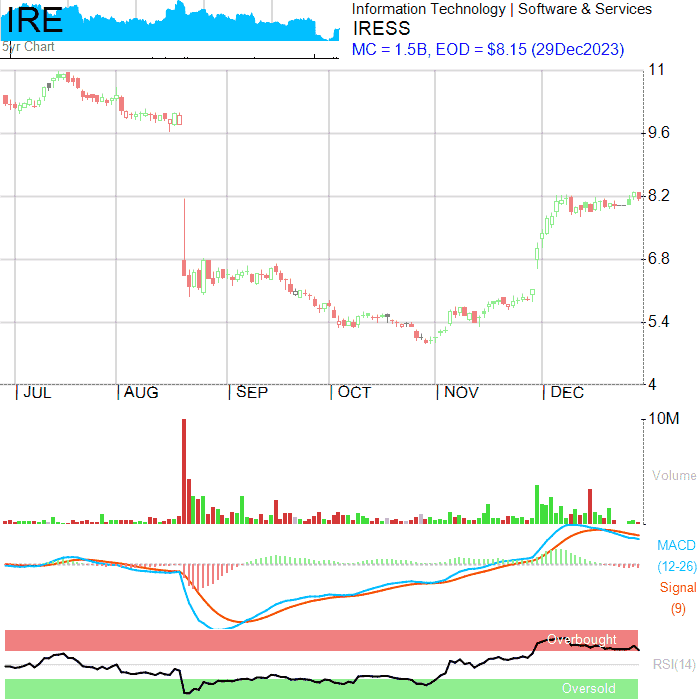 IRE
5yr Chart
Information Technology | Software & Services
IRESS
MC = 1.5B, EOD = $8.15 (29Dec2023)
11
9.6
8.2
6.8
5.4
4
| JUL | AUG | SEP | OCT | NOV | DEC
10M
Volume
MACD
(12-26)
Signal
(9)
Overbought
RSI(14)
Oversold